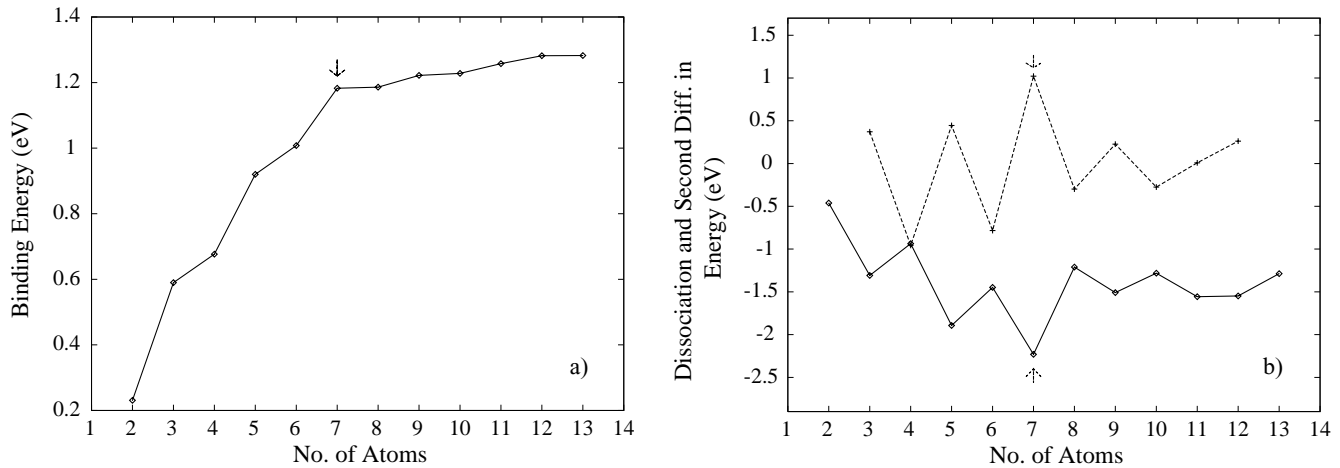 1.4
1.2
1
0.8
0.6
0.4
0.2
Binding Energy (eV)
a)
1 2 3 4 5 6 7 8 9 10 11 12 13 14
No. of Atoms
1.5
1
0.5
0
-0.5
-1
-1.5
-2
-2.5
Dissociation and Second Diff. in
Energy (eV)
b)
1 2 3 4 5 6 7 8 9 10 11 12 13 14
No. of Atoms